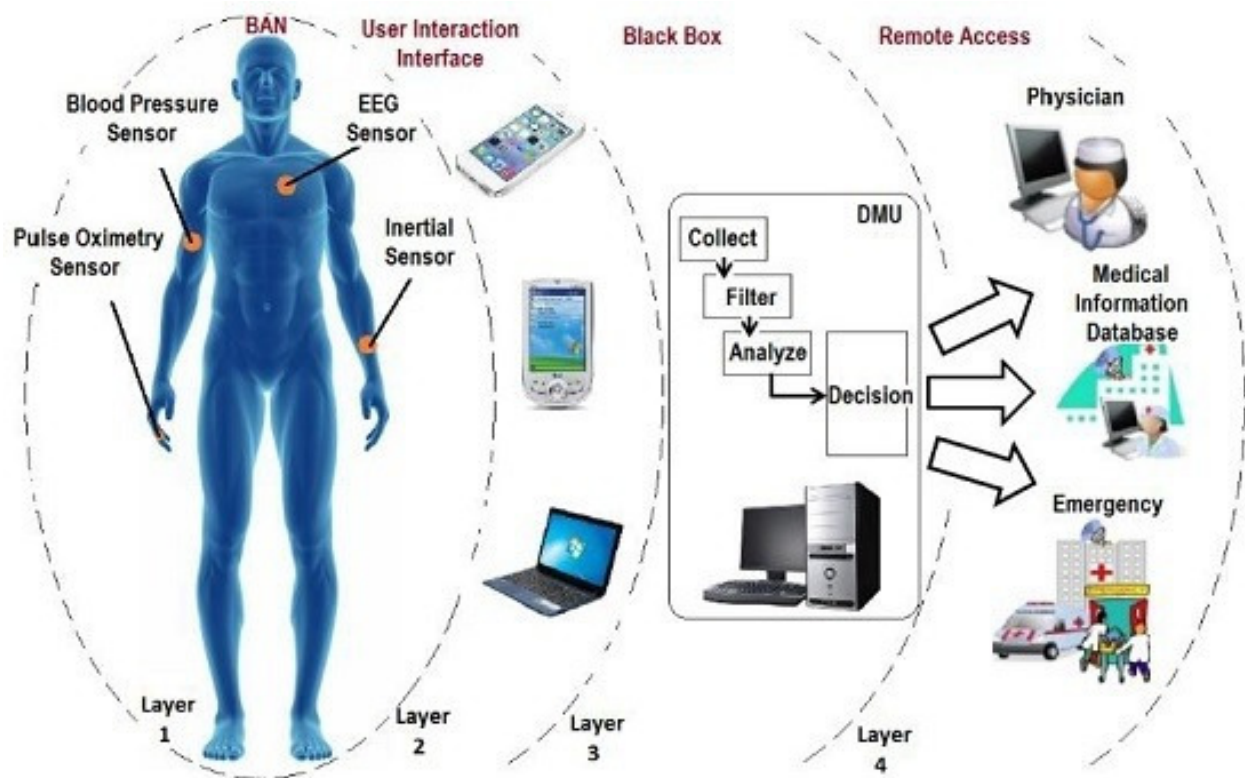 BAN
User Interaction
Interface
Black Box
Remote Access
Blood Pressure
Sensor
EEG
Sensor
Pulse Oximetry
Sensor
Inertial
Sensor
DMU
Collect
Filter
Analyze
Decision
Physician
Medical
Information
Database
Emergency
Layer
1
Layer
2
Layer
3
Layer
4